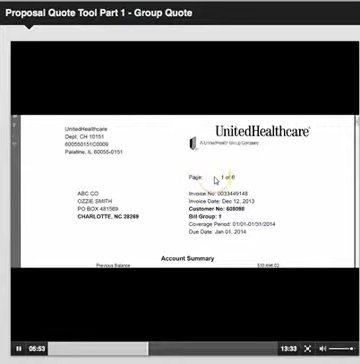 Proposal Quote Tool Part 1 - Group Quote
UnitedHealthcare
Dept. CH 10151
600550151C0009
Palatine, IL 60055-0151
UnitedHealthcare®
A UnitedHealth Group Company
Page: 1 of 6
ABC CO
OZZIE SMITH
PO BOX 481589
CHARLOTTE, NC 28269
Invoice No: 0033449148
Invoice Date: Dec 12, 2013
Customer No: 608098
Bill Group: 1
Coverage Period: 01/01-01/31/2014
Due Date: Jan 01, 2014
Account Summary
Previous Balance
06:53
13:33